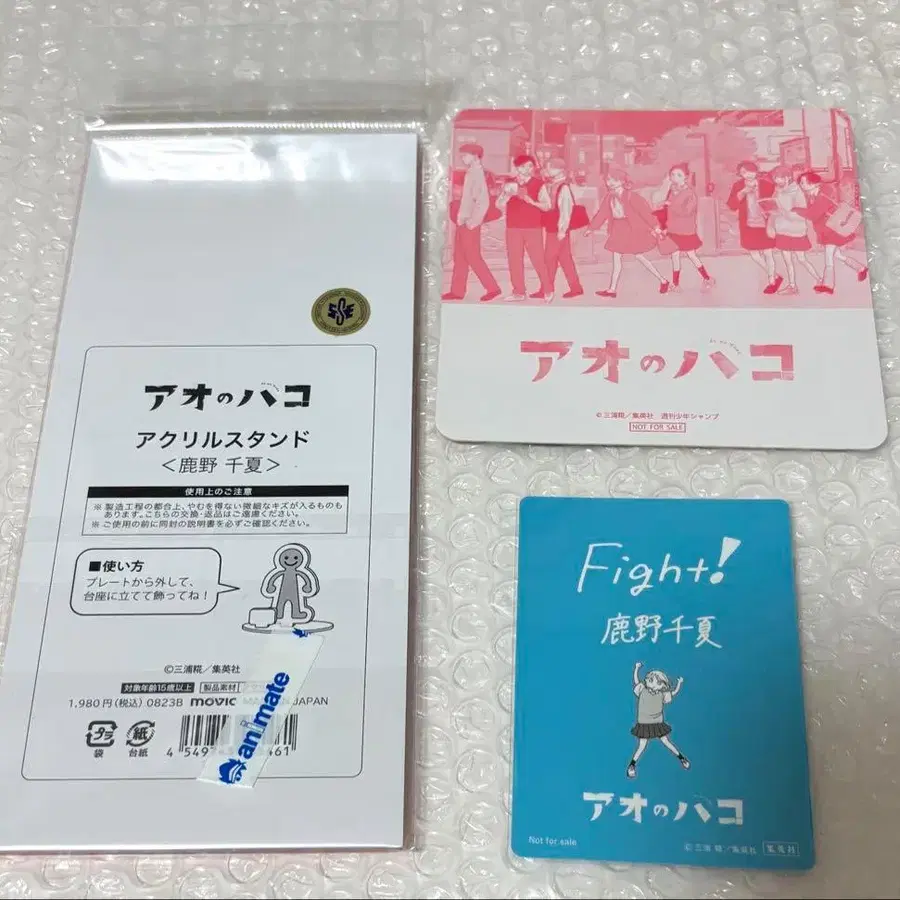 アオのハコ
アクリルスタンド
＜鹿野 千夏＞
使用上のご注意
※製造工程の都合上、やむを得ない微細なキズが入るものも
あります。こちらの交換・返品はご遠慮ください。
※ご使用の前に同封の説明書を必ずご確認ください。
■使い方
プレートから外して、
台座に立てて飾ってね！
©三浦糀／集英社
対象年齢15歳以上 製品素材
1,980円(税込) 0823B movic JAPAN
プラ 袋 紙 台紙
animate
アオのハコ
©三浦糀／集英社 週刊少年ジャンプ
NOT FOR SALE
Fight!
鹿野千夏
アオのハコ
Not for sale
©三浦 糀／集英社 集英社